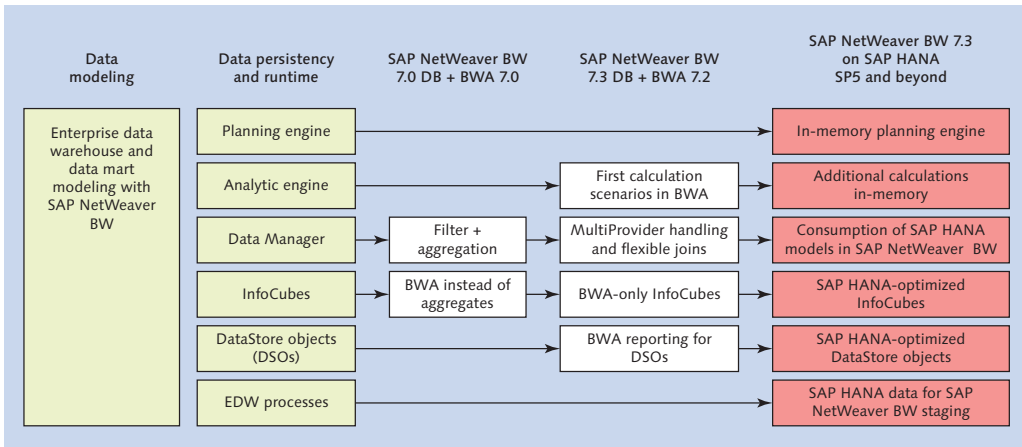 Data
modeling
Data persistency
and runtime
SAP NetWeaver BW
7.0 DB + BWA 7.0
SAP NetWeaver BW
7.3 DB + BWA 7.2
SAP NetWeaver BW 7.3
on SAP HANA
SP5 and beyond
Enterprise data
warehouse and
data mart
modeling with
SAP NetWeaver
BW
Planning engine
In-memory planning engine
Analytic engine
First calculation
scenarios in BWA
Additional calculations
in-memory
Data Manager
Filter +
aggregation
MultiProvider handling
and flexible joins
Consumption of SAP HANA
models in SAP NetWeaver BW
InfoCubes
BWA instead of
aggregates
BWA-only InfoCubes
SAP HANA-optimized
InfoCubes
DataStore objects
(DSOs)
BWA reporting for
DSOs
SAP HANA-optimized
DataStore objects
EDW processes
SAP HANA data for SAP
NetWeaver BW staging